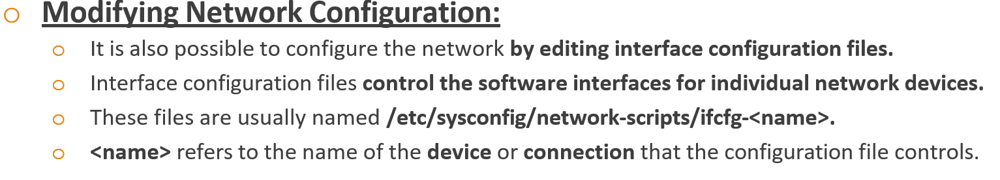 Modifying Network Configuration:
It is also possible to configure the network by editing interface configuration files.
Interface configuration files control the software interfaces for individual network devices.
These files are usually named /etc/sysconfig/network-scripts/ifcfg-<name>.
<name> refers to the name of the device or connection that the configuration file controls.